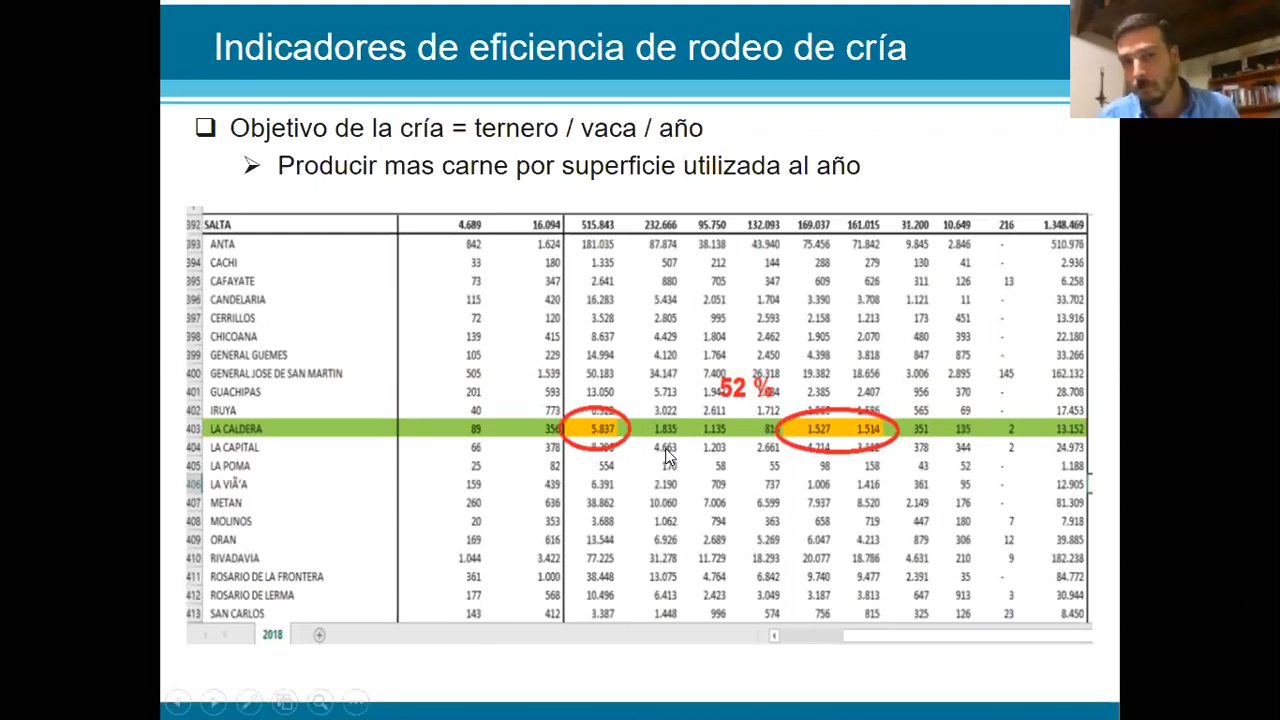 Indicadores de eficiencia de rodeo de cría
❑ Objetivo de la cría = ternero / vaca / año
➢ Producir mas carne por superficie utilizada al año
392 SALTA 4.689 16.094 515.843 232.666 95.750 132.093 169.037 161.015 31.200 10.649 216 1.348.469
393 ANTA 842 1.624 181.035 87.874 38.138 43.940 75.456 71.842 9.845 2.846 - 510.976
394 CACHI 33 180 1.335 507 212 144 288 279 130 41 - 2.936
395 CAFAYATE 73 347 2.641 880 705 347 609 626 311 126 13 6.258
396 CANDELARIA 115 420 16.283 5.434 2.051 1.704 3.390 3.708 1.121 11 - 33.702
397 CERRILLOS 72 120 3.528 2.805 995 2.593 2.158 1.213 173 451 - 13.916
398 CHICOANA 139 415 8.637 4.429 1.804 2.462 1.905 2.070 480 393 - 22.180
399 GENERAL GUEMES 105 229 14.994 4.120 1.764 2.450 4.398 3.818 847 875 - 33.266
400 GENERAL JOSE DE SAN MARTIN 505 1.539 50.183 34.147 7.400 26.318 19.382 18.656 3.006 2.895 145 162.132
52 %
401 GUACHIPAS 201 593 13.050 5.713 2.385 2.407 956 370 - 28.708
402 IRUYA 40 773 3.022 2.611 1.712 565 69 - 17.453
403 LA CALDERA 89 356 5.837 1.835 1.135 1.527 1.514 351 135 2 13.152
404 LA CAPITAL 66 378 4.663 1.203 2.661 378 344 2 24.973
405 LA POMA 25 82 554 58 55 98 158 43 52 - 1.188
406 LA VIÃ'A 159 439 6.391 2.190 709 737 1.006 1.416 361 95 - 12.905
407 METAN 260 636 38.862 10.060 7.006 6.599 7.937 8.520 2.149 176 - 81.309
408 MOLINOS 20 353 3.688 1.062 794 363 658 719 447 180 7 7.918
409 ORAN 169 616 13.544 6.926 2.689 5.269 6.047 4.213 879 306 12 39.885
410 RIVADAVIA 1.044 3.422 77.225 31.278 11.729 18.293 20.077 18.786 4.631 210 9 182.238
411 ROSARIO DE LA FRONTERA 361 1.000 38.448 13.075 4.764 6.842 9.740 9.477 2.391 35 - 84.772
412 ROSARIO DE LERMA 177 568 10.496 6.413 2.423 3.049 3.187 3.813 647 913 3 30.944
413 SAN CARLOS 143 412 3.387 1.448 996 574 756 815 325 126 23 8.450
2018